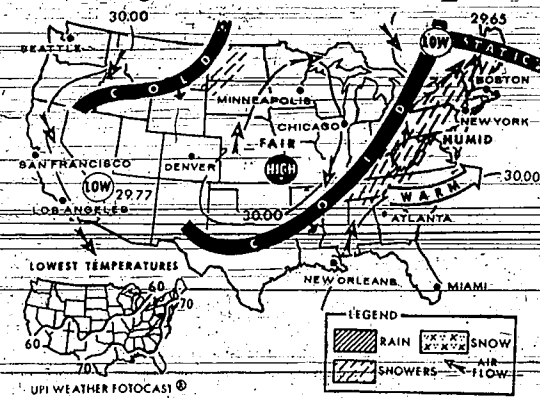 30.00
29.65
SEATTLE
LOW
STATIC
COLD
BOSTON
MINNEAPOLIS
NEW YORK
CHICAGO
HUMID
FAIR
SAN FRANCISCO
DENVER
HIGH
LOW
29.77
WARM
30.00
LOS ANGELES
30.00
COLD
ATLANTA
LOWEST TEMPERATURES
NEW ORLEANS
MIAMI
60
70
60
70
LEGEND
RAIN
SNOW
SHOWERS
AIR FLOW
UPI WEATHER FOTOCAST ®